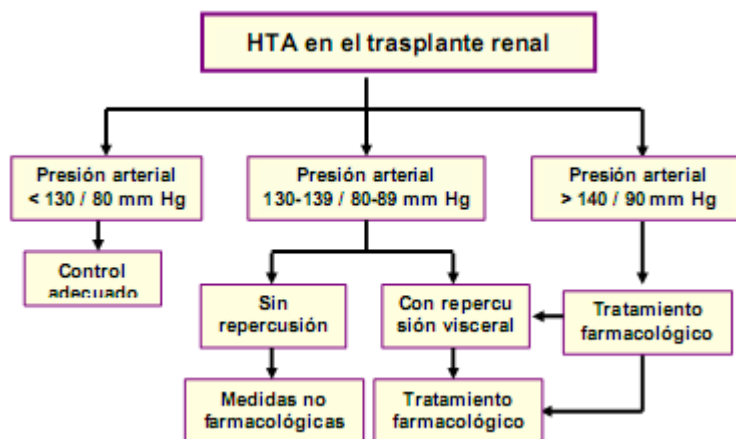 HTA en el trasplante renal
Presión arterial
< 130 / 80 mm Hg
Presión arterial
130-139 / 80-89 mm Hg
Presión arterial
> 140 / 90 mm Hg
Control
adecuado
Sin
repercusión
Con repercu
sión visceral
Tratamiento
farmacológico
Medidas no
farmacológicas
Tratamiento
farmacológico